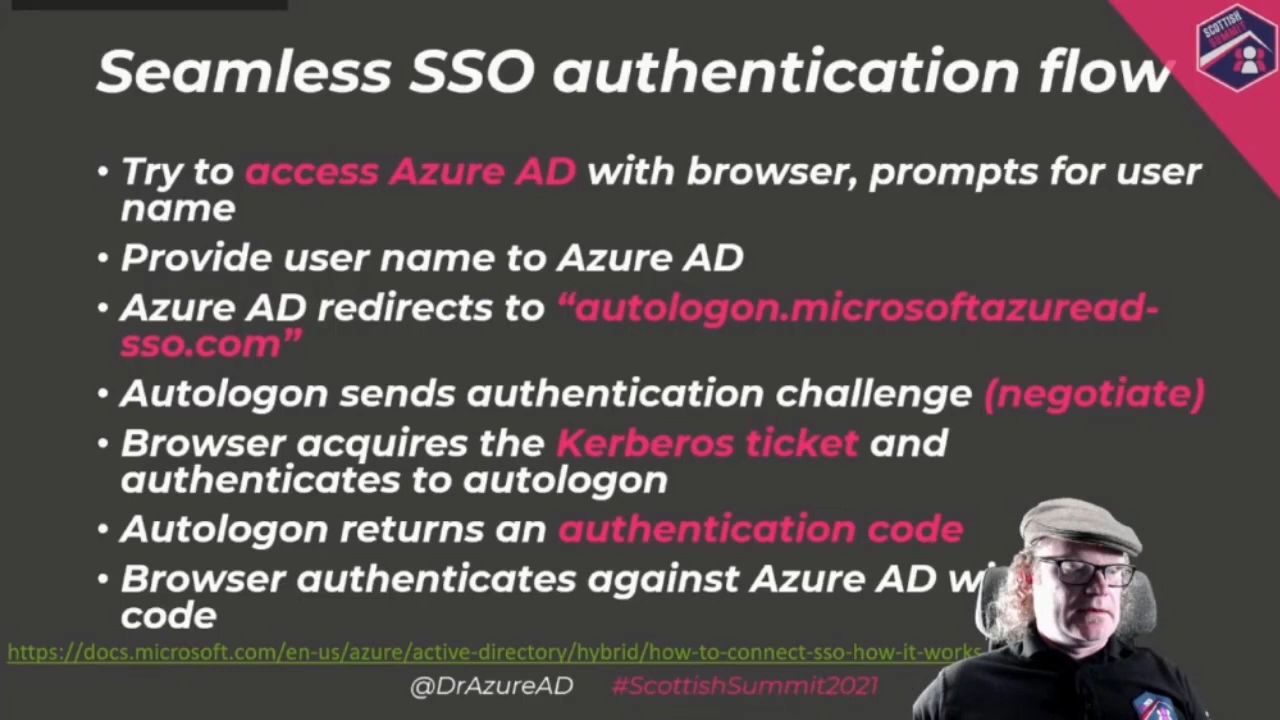 SCOTTISH
SUMMIT
Seamless SSO authentication flow
• Try to access Azure AD with browser, prompts for user
name
• Provide user name to Azure AD
• Azure AD redirects to “autologon.microsoftazuread-
sso.com”
• Autologon sends authentication challenge (negotiate)
• Browser acquires the Kerberos ticket and
authenticates to autologon
• Autologon returns an authentication code
• Browser authenticates against Azure AD
code
https://docs.microsoft.com/en-us/azure/active-directory/hybrid/how-to-connect-sso-how-it-works
@DrAzureAD #ScottishSummit2021